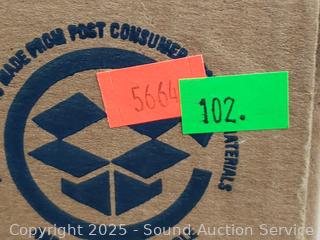 MADE FROM POST CONSUMER
MATERIALS
5664
102.
Copyright 2025 - Sound Auction Service